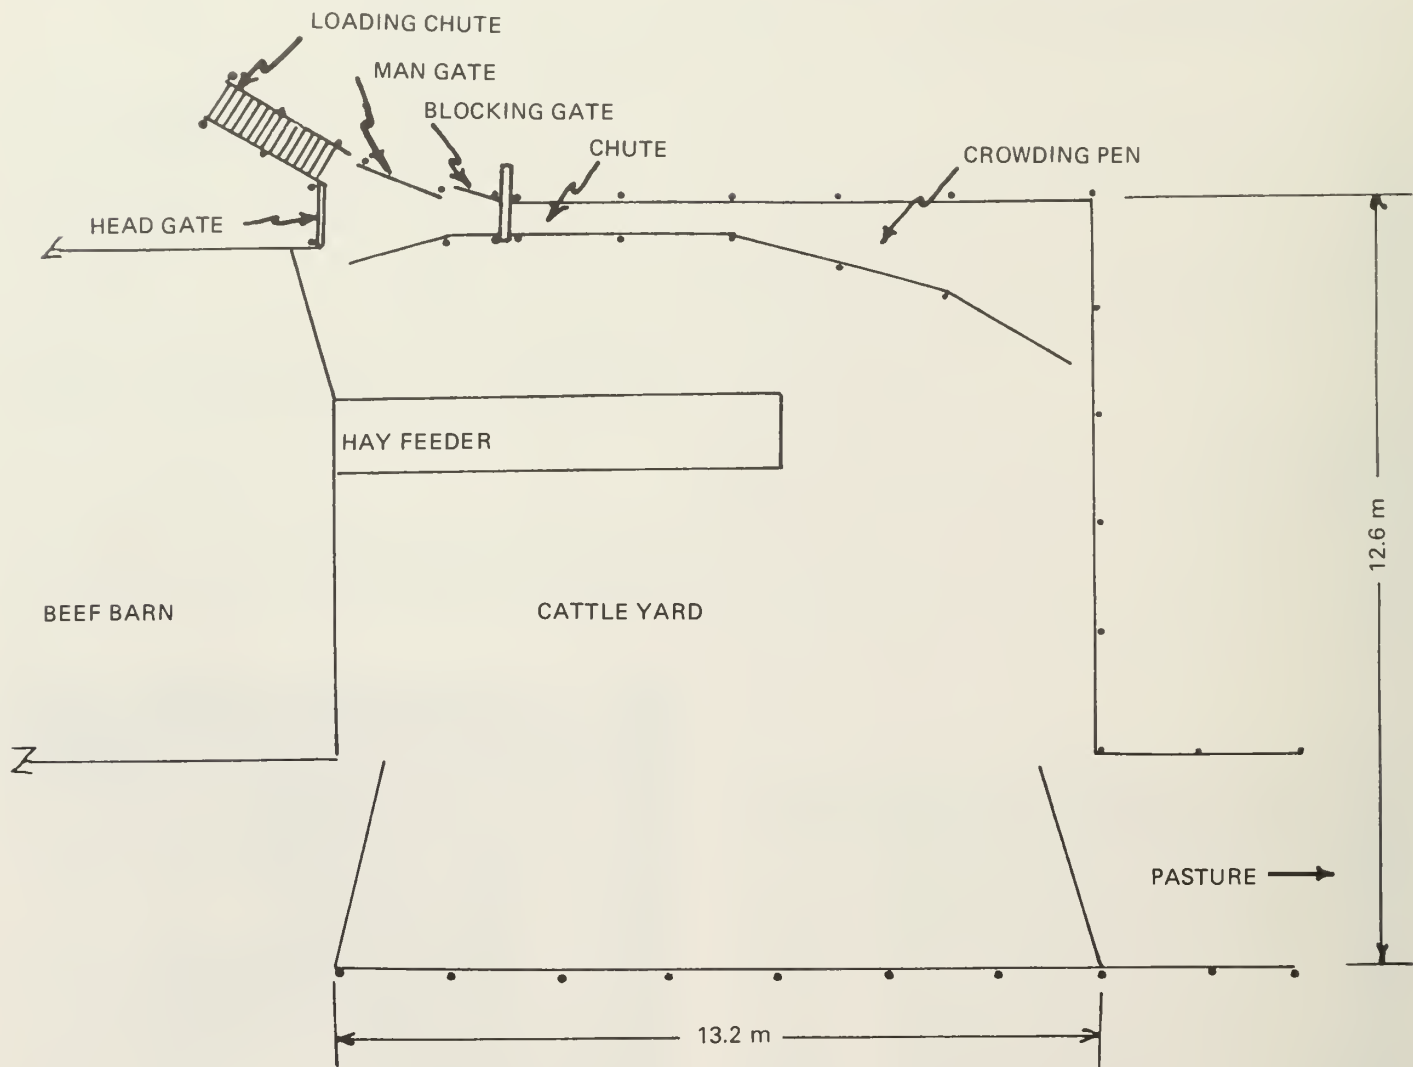 LOADING CHUTE
MAN GATE
BLOCKING GATE
CHUTE
CROWDING PEN
HEAD GATE
HAY FEEDER
12.6 m
BEEF BARN
CATTLE YARD
PASTURE
13.2 m